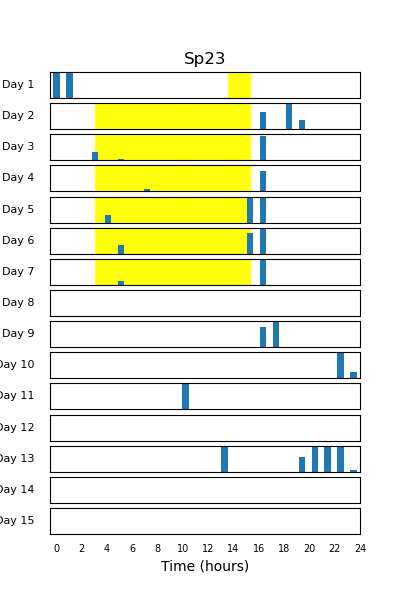 Sp23
Day 1
Day 2
Day 3
Day 4
Day 5
Day 6
Day 7
Day 8
Day 9
Day 10
Day 11
Day 12
Day 13
Day 14
Day 15
0 2 4 6 8 10 12 14 16 18 20 22 24
Time (hours)